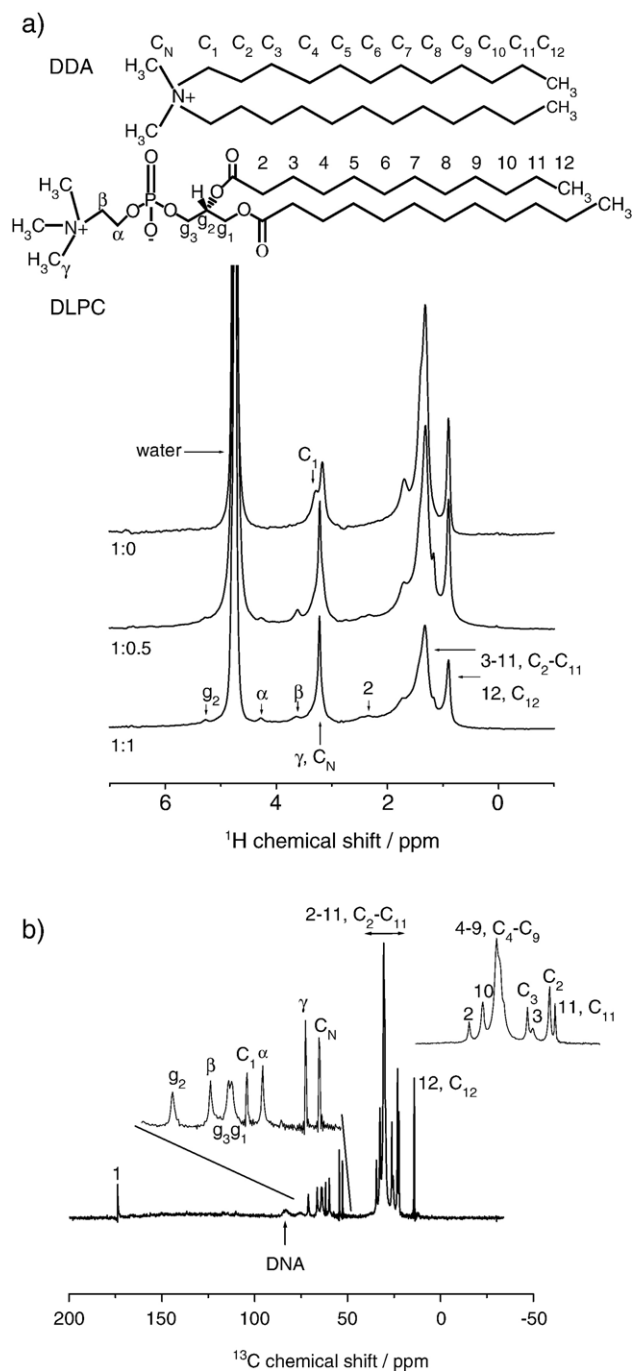 a)
C_N C_1 C_2 C_3 C_4 C_5 C_6 C_7 C_8 C_9 C_10 C_11 C_12
DDA
H_3C
CH_3
N+
H_3C
CH_3
O O 2 3 4 5 6 7 8 9 10 11 12
H_3C β O P O H O CH_3
H_3C N+ α O O- g_3 g_2 g_1 O O CH_3
H_3C γ
DLPC
water
C_1
1:0
1:0.5
3-11, C_2-C_11
12, C_12
g_2 α β 2
1:1
γ, C_N
6 4 2 0
^1H chemical shift / ppm
b)
2-11, C_2-C_11
4-9, C_4-C_9
γ C_N
10 C_3 C_2
2 3 11, C_11
g_2 β C_1 α
12, C_12
g_3 g_1
1
DNA
200 150 100 50 0 -50
^13C chemical shift / ppm